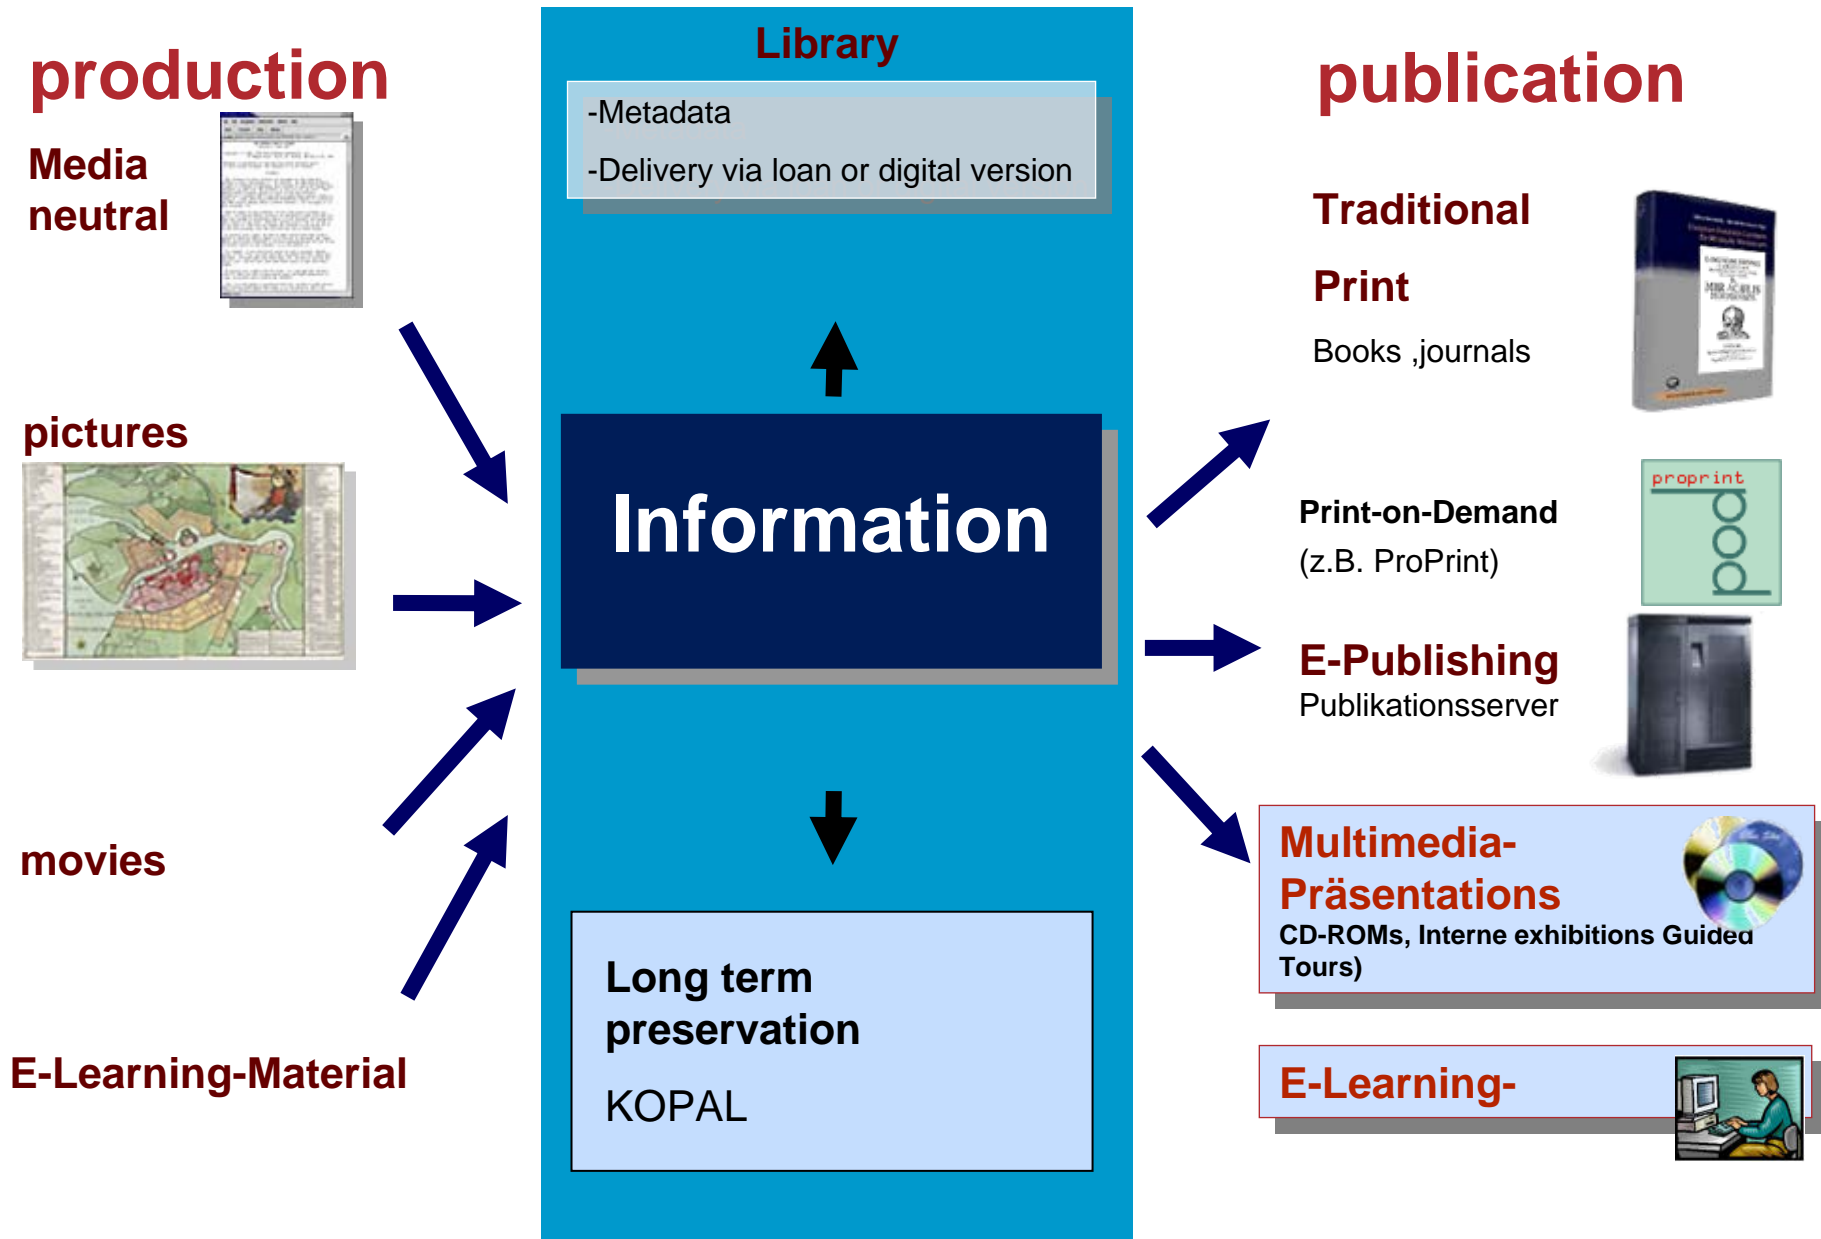 production
Media
neutral
pictures
movies
E-Learning-Material
Library
-Metadata
-Delivery via loan or digital version
Information
Long term
preservation
KOPAL
publication
Traditional
Print
Books ,journals
Print-on-Demand
(z.B. ProPrint)
proprint
pod
E-Publishing
Publikationsserver
Multimedia-
Präsentations
CD-ROMs, Interne exhibitions Guided
Tours)
E-Learning-